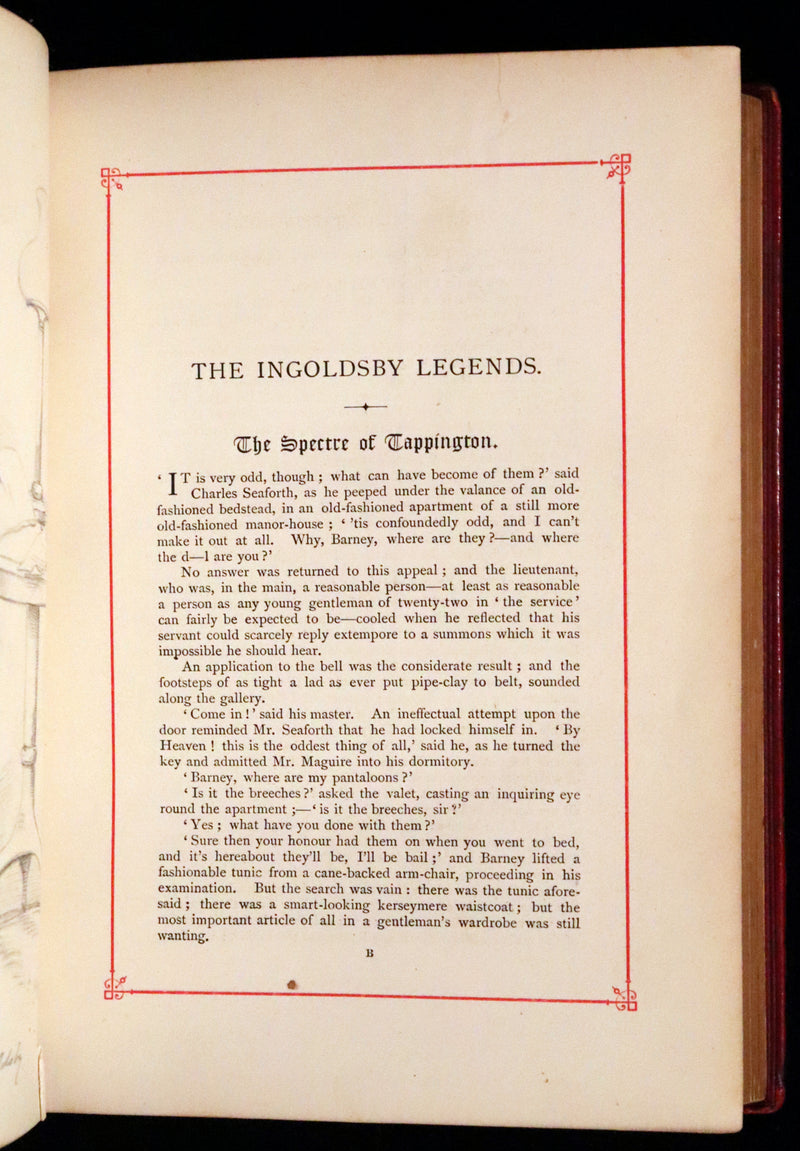 THE INGOLDSBY LEGENDS.
The Spectre of Tappington.
‘ IT is very odd, though ; what can have become of them ?’ said
Charles Seaforth, as he peeped under the valance of an old-
fashioned bedstead, in an old-fashioned apartment of a still more
old-fashioned manor-house ; ‘ ’tis confoundedly odd, and I can’t
make it out at all. Why, Barney, where are they ?—and where
the d—l are you ?’
No answer was returned to this appeal ; and the lieutenant,
who was, in the main, a reasonable person—at least as reasonable
a person as any young gentleman of twenty-two in ‘ the service ’
can fairly be expected to be—cooled when he reflected that his
servant could scarcely reply extempore to a summons which it was
impossible he should hear.
An application to the bell was the considerate result ; and the
footsteps of as tight a lad as ever put pipe-clay to belt, sounded
along the gallery.
‘ Come in ! ’ said his master. An ineffectual attempt upon the
door reminded Mr. Seaforth that he had locked himself in. ‘ By
Heaven ! this is the oddest thing of all,’ said he, as he turned the
key and admitted Mr. Maguire into his dormitory.
‘ Barney, where are my pantaloons ?’
‘ Is it the breeches ?’ asked the valet, casting an inquiring eye
round the apartment ;—‘ is it the breeches, sir ?’
‘ Yes ; what have you done with them ?’
‘ Sure then your honour had them on when you went to bed,
and it’s hereabout they’ll be, I’ll be bail ;’ and Barney lifted a
fashionable tunic from a cane-backed arm-chair, proceeding in his
examination. But the search was vain : there was the tunic afore-
said ; there was a smart-looking kerseymere waistcoat ; but the
most important article of all in a gentleman’s wardrobe was still
wanting.
B